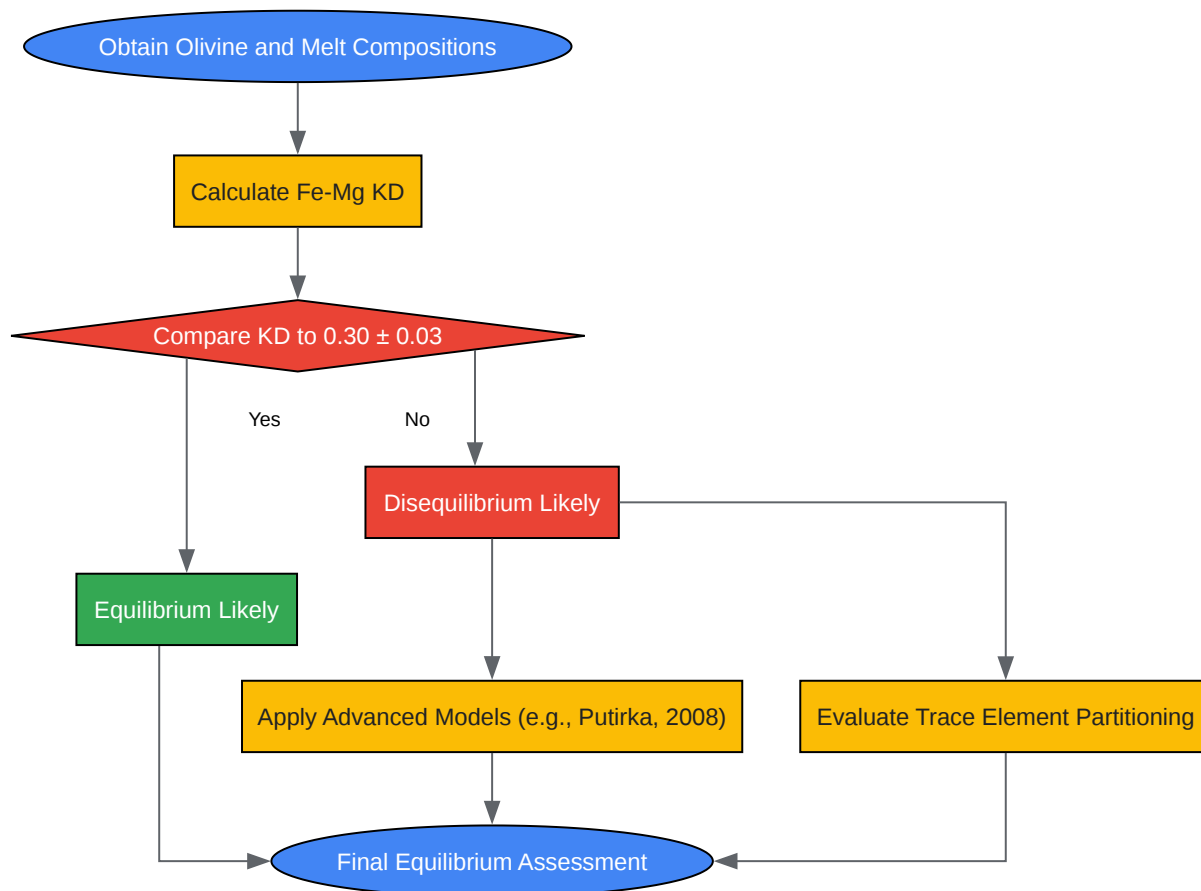 Obtain Olivine and Melt Compositions
Calculate Fe-Mg KD
Compare KD to 0.30 ± 0.03
Yes
No
Disequilibrium Likely
Equilibrium Likely
Apply Advanced Models (e.g., Putirka, 2008)
Evaluate Trace Element Partitioning
Final Equilibrium Assessment